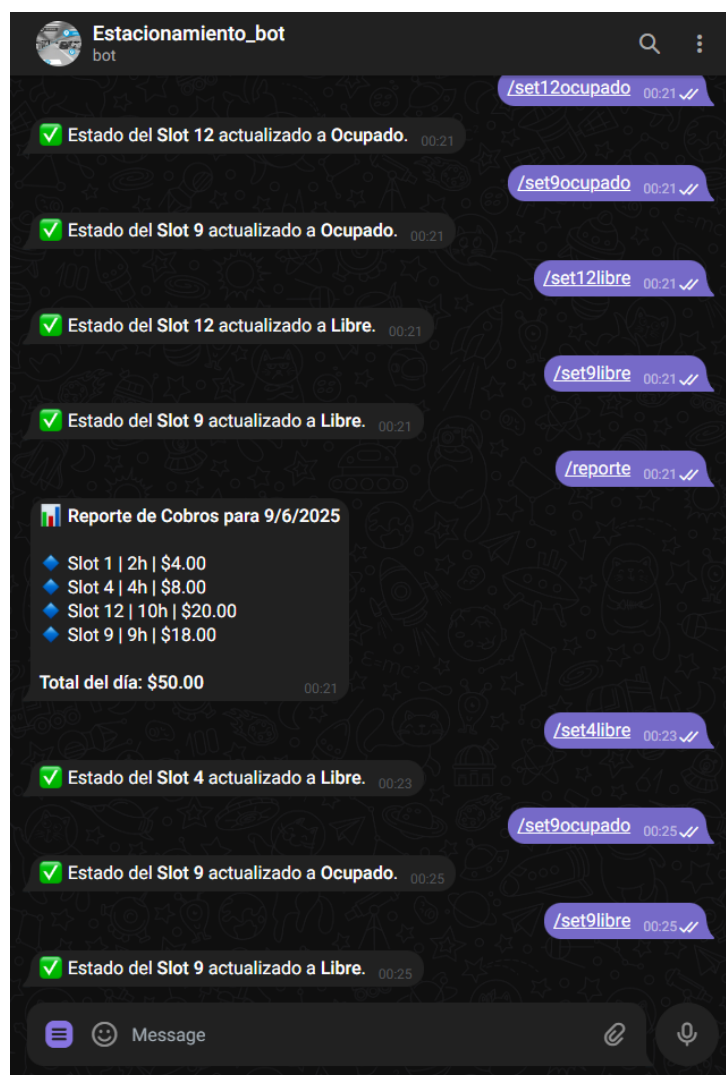 Estacionamiento_bot
bot
/set12ocupado 00:21
✅ Estado del Slot 12 actualizado a Ocupado. 00:21
/set9ocupado 00:21
✅ Estado del Slot 9 actualizado a Ocupado. 00:21
/set12libre 00:21
✅ Estado del Slot 12 actualizado a Libre. 00:21
/set9libre 00:21
✅ Estado del Slot 9 actualizado a Libre. 00:21
/reporte 00:21
📊 Reporte de Cobros para 9/6/2025
🔹 Slot 1 | 2h | $4.00
🔹 Slot 4 | 4h | $8.00
🔹 Slot 12 | 10h | $20.00
🔹 Slot 9 | 9h | $18.00
Total del día: $50.00 00:21
/set4libre 00:23
✅ Estado del Slot 4 actualizado a Libre. 00:23
/set9ocupado 00:25
✅ Estado del Slot 9 actualizado a Ocupado. 00:25
/set9libre 00:25
✅ Estado del Slot 9 actualizado a Libre. 00:25
Message